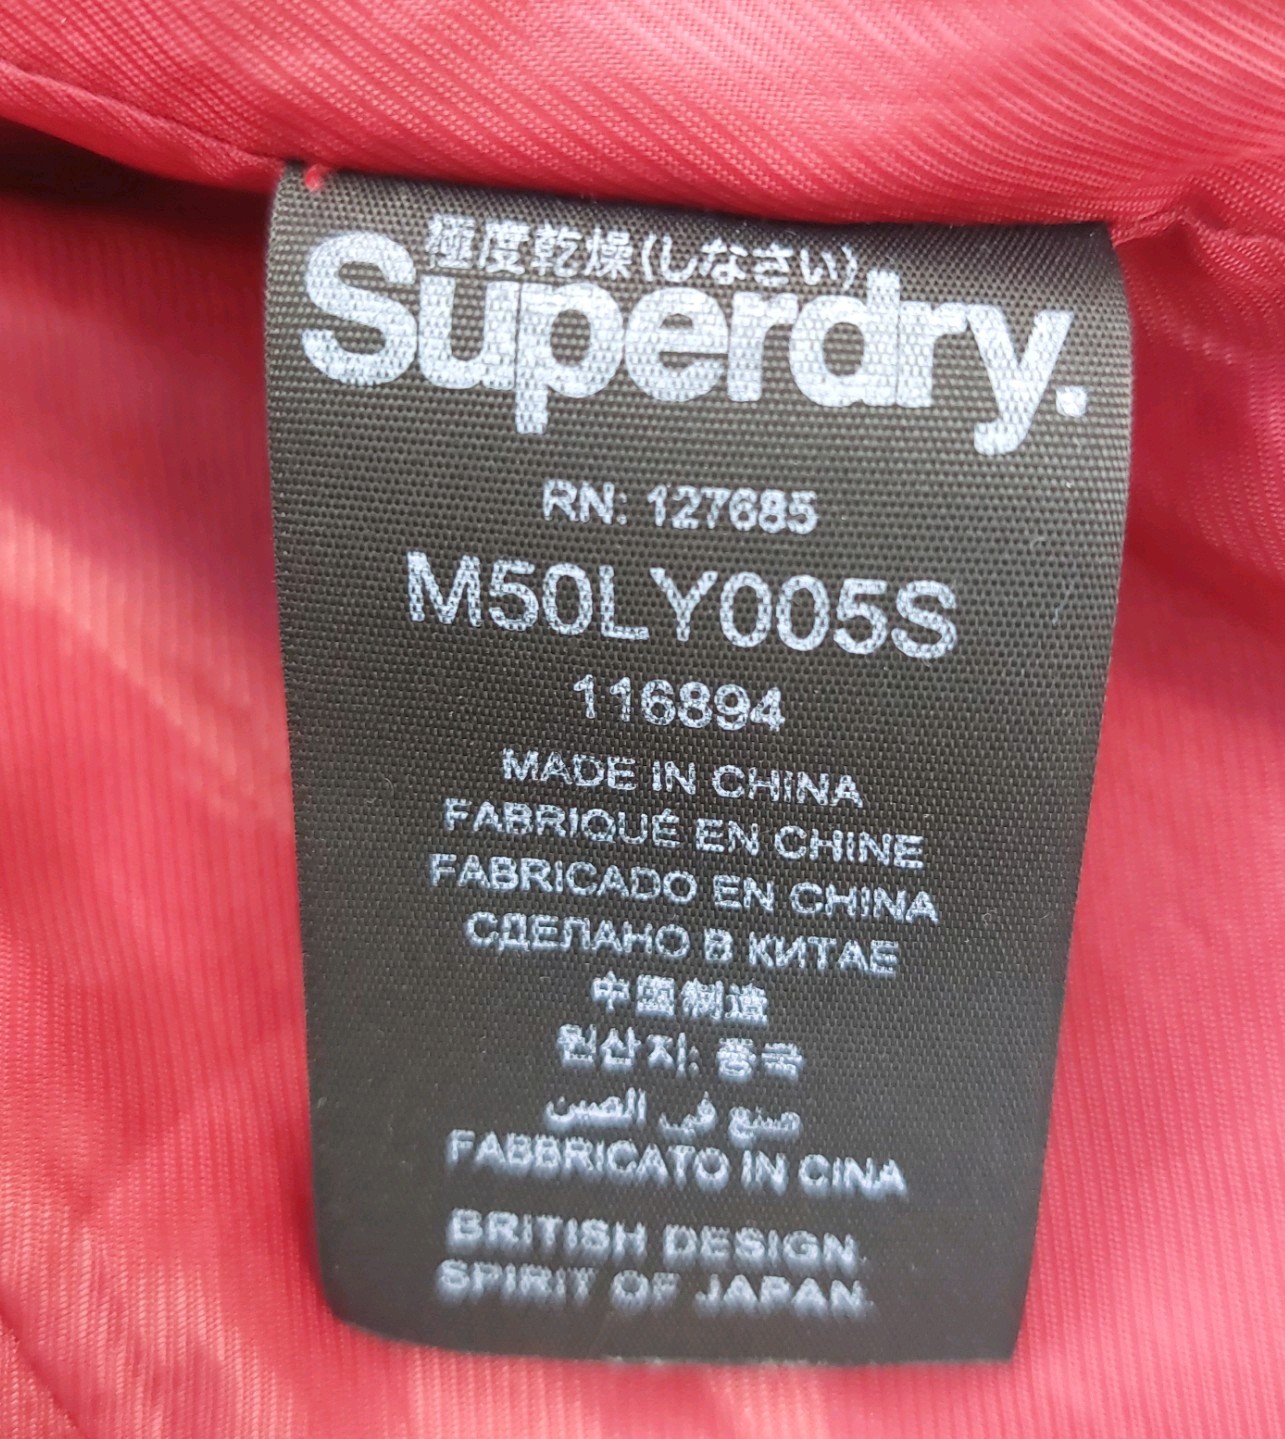 極度乾燥(しなさい)
Superdry.
RN: 127685
M50LY005S
116894
MADE IN CHINA
FABRIQUÉ EN CHINE
FABRICADO EN CHINA
СДЕЛАНО В КИТАЕ
中国制造
원산지: 중국
صنع في الصين
FABBRICATO IN CINA
BRITISH DESIGN.
SPIRIT OF JAPAN.